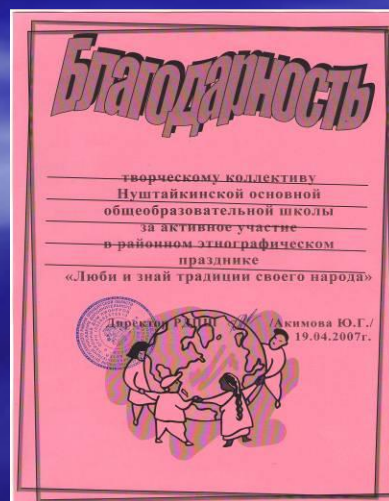 Благодарность
творческому коллективу
Нуштайкинской основной
общеобразовательной школы
за активное участие
в районном этнографическом
празднике
«Люби и знай традиции своего народа»
Директор /Акимова Ю.Г./
19.04.2007г.